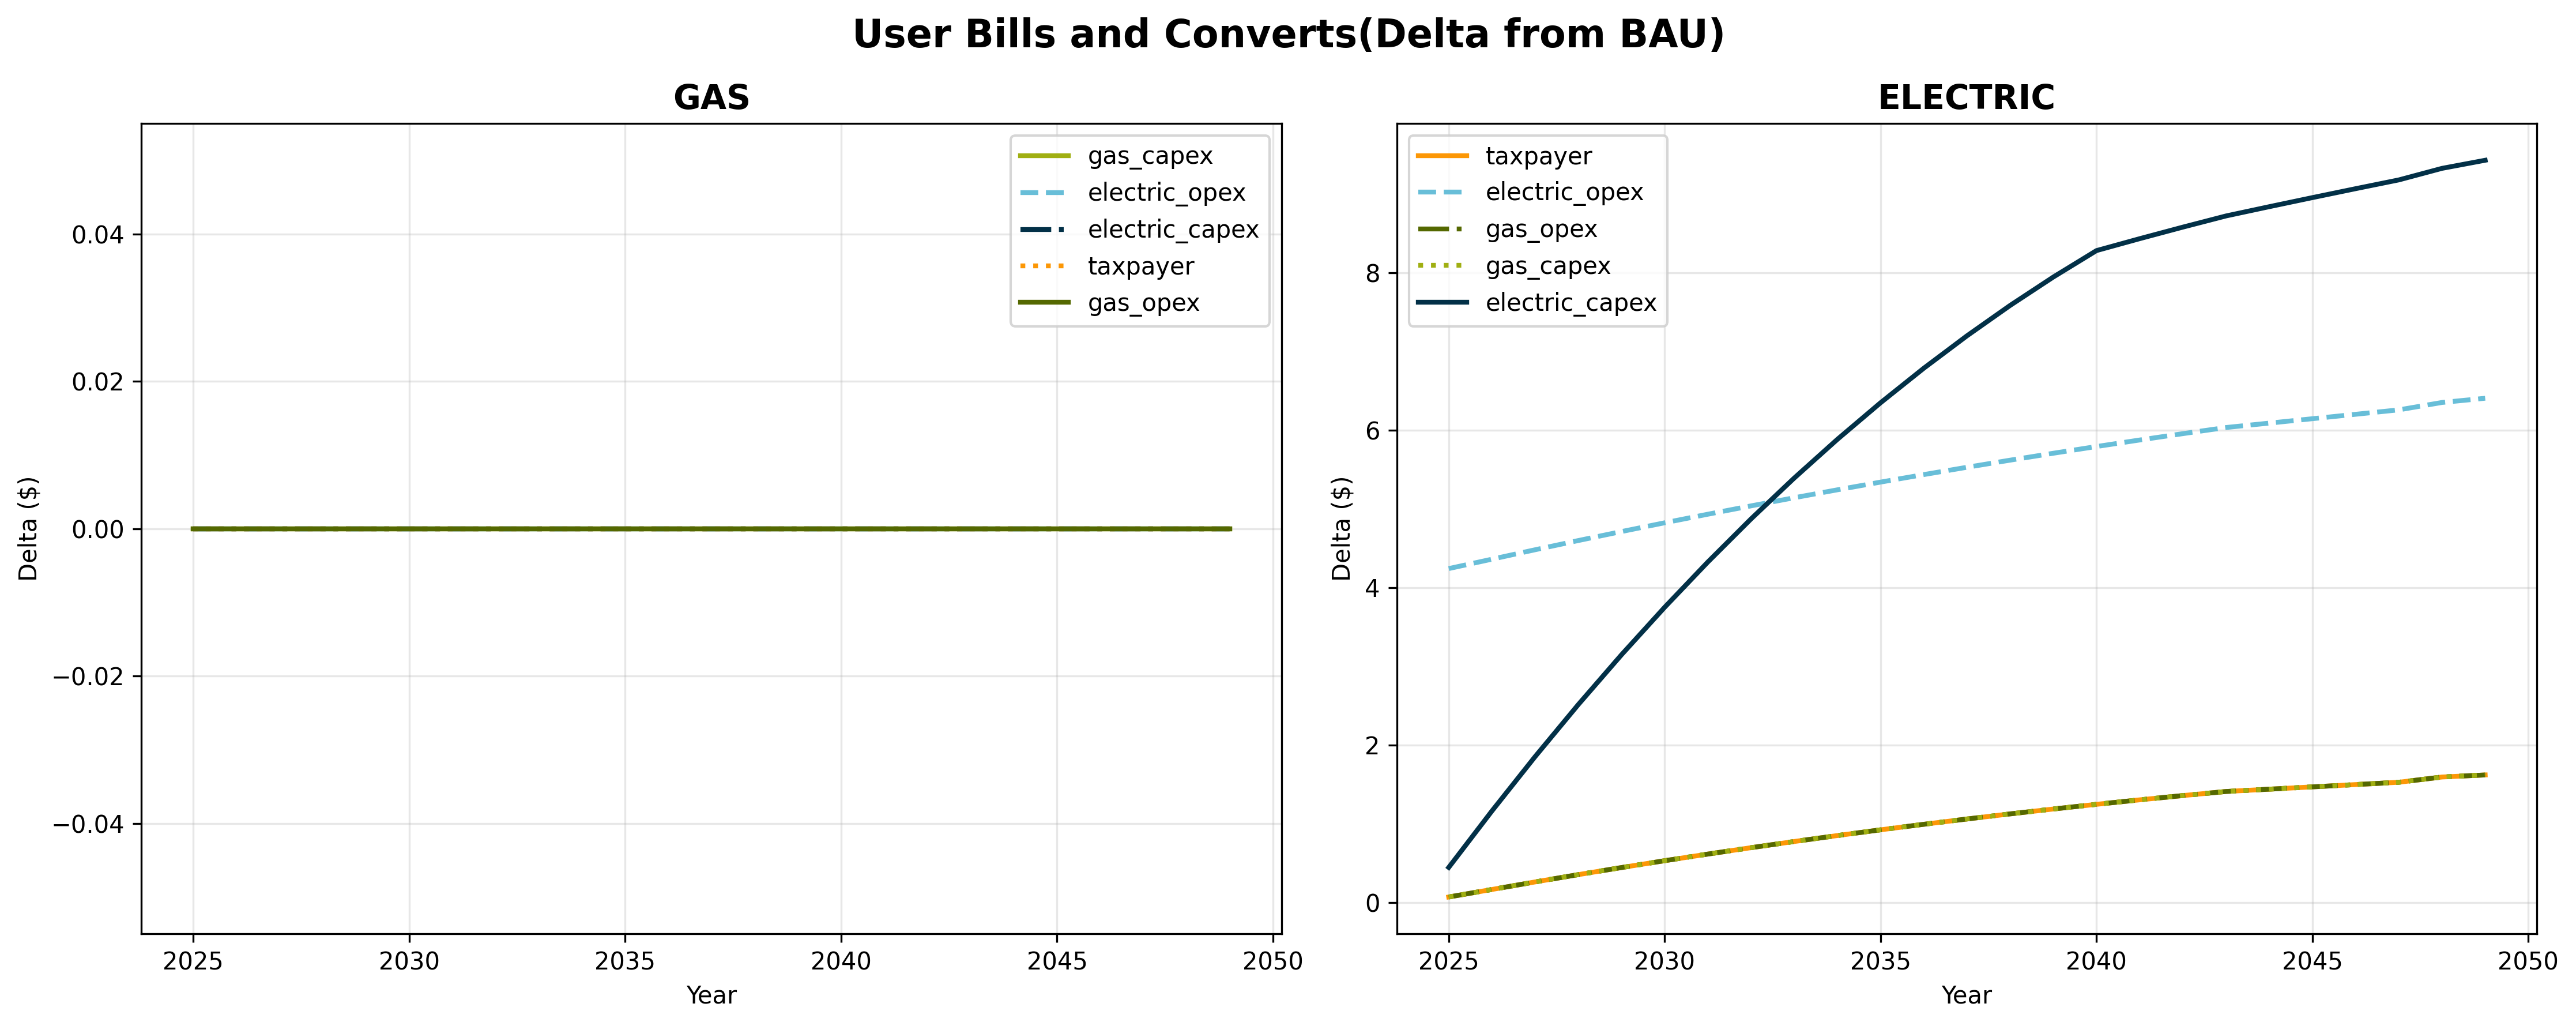 User Bills and Converts(Delta from BAU)
GAS
gas_capex
electric_opex
electric_capex
taxpayer
gas_opex
0.04
0.02
0.00
−0.02
−0.04
Delta ($)
2025 2030 2035 2040 2045 2050
Year
ELECTRIC
taxpayer
electric_opex
gas_opex
gas_capex
electric_capex
8
6
4
2
0
Delta ($)
2025 2030 2035 2040 2045 2050
Year